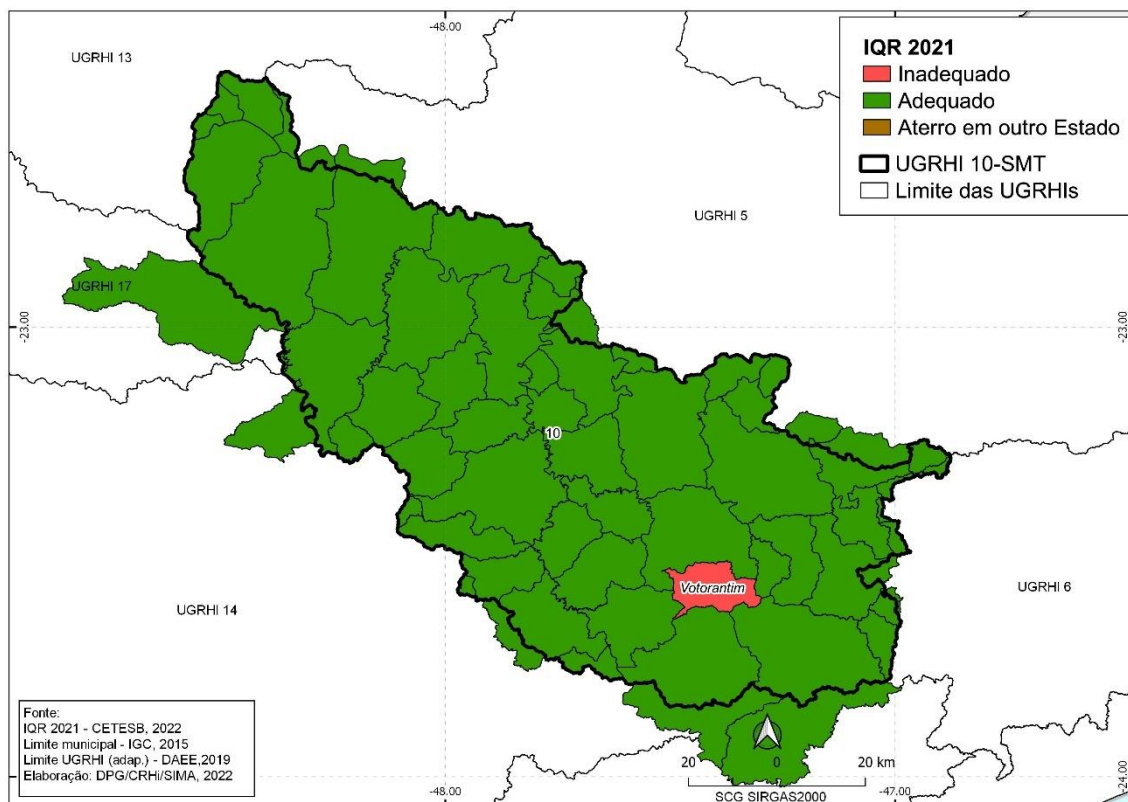 -48.00
UGRHI 13
IQR 2021
Inadequado
Adequado
Aterro em outro Estado
UGRHI 10-SMT
Limite das UGRHIs
UGRHI 5
UGRHI 17
-23.00
-23.00
10
Votorantim
UGRHI 14
UGRHI 6
Fonte:
IQR 2021 - CETESB, 2022
Limite municipal - IGC, 2015
Limite UGRHI (adap.) - DAEE,2019
Elaboração: DPG/CRHi/SIMA, 2022
20 0 20 km
SCG SIRGAS2000
-48.00
-47.00
-24.00